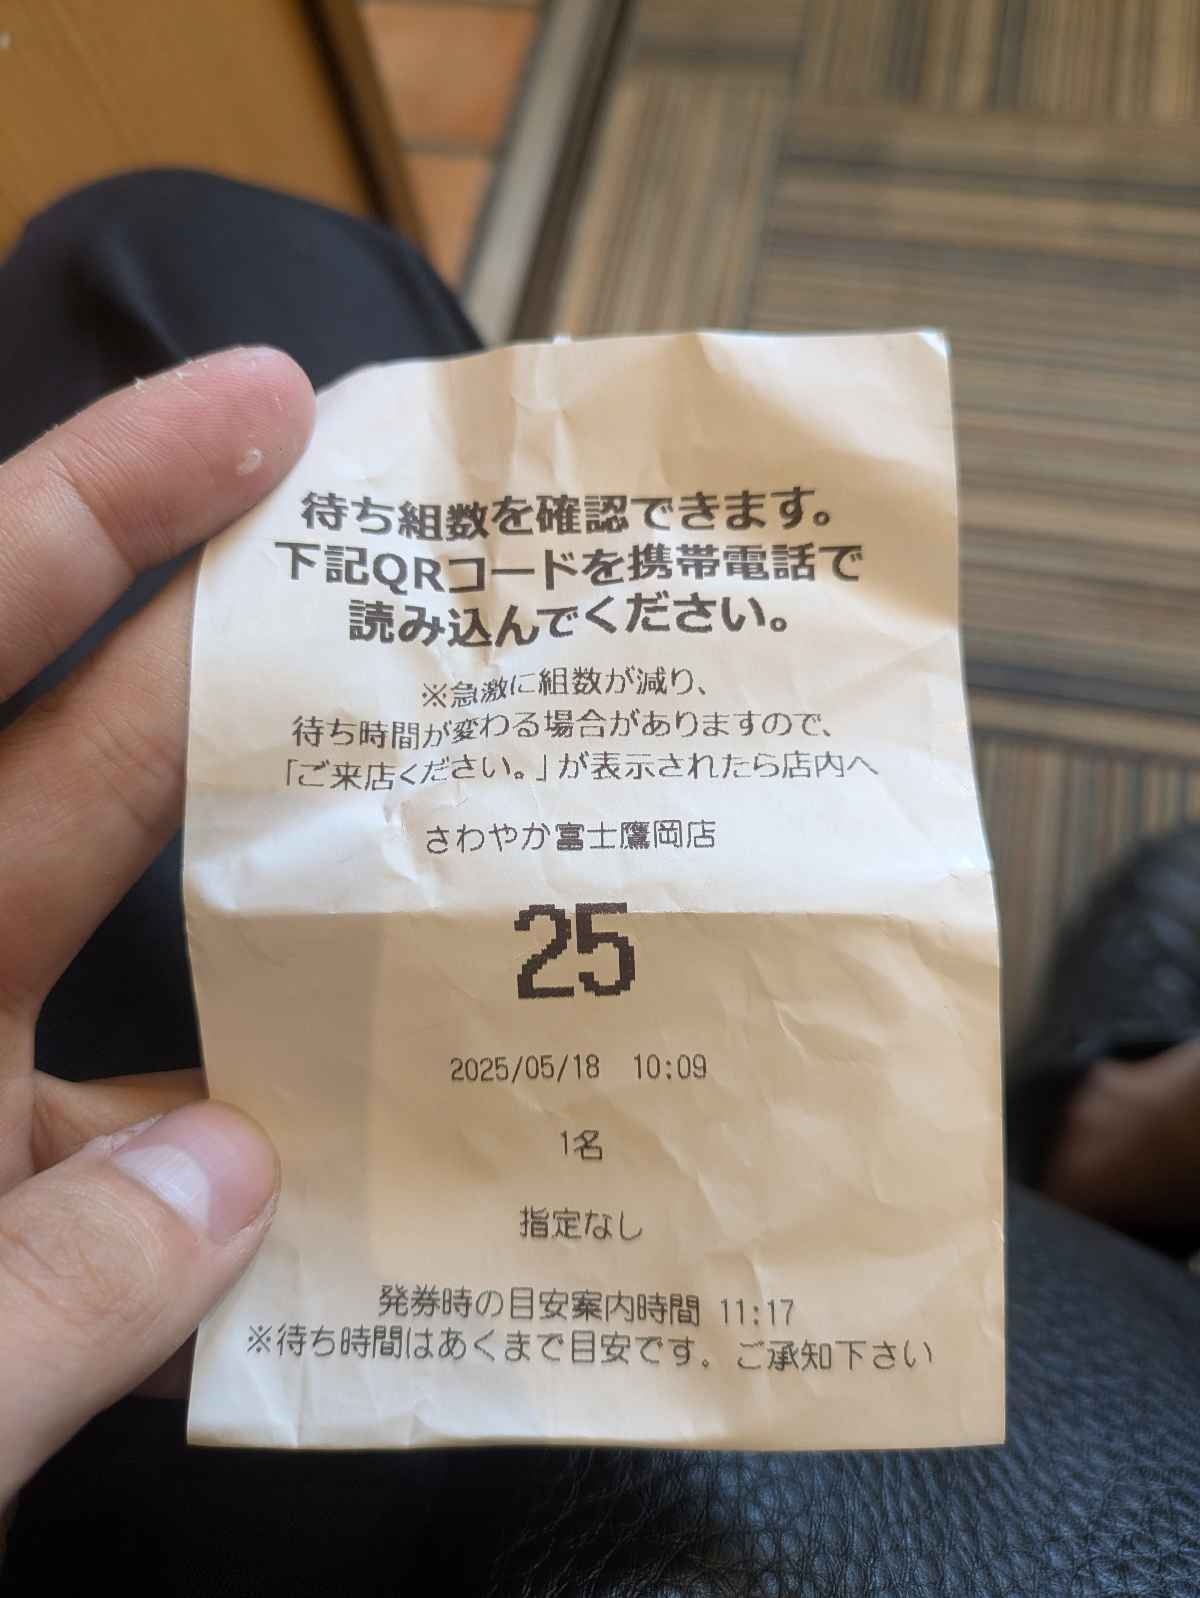 待ち組数を確認できます。
下記QRコードを携帯電話で
読み込んでください。
※急激に組数が減り、
待ち時間が変わる場合がありますので、
「ご来店ください。」が表示されたら店内へ
さわやか富士鷹岡店
25
2025/05/18 10:09
1名
指定なし
発券時の目安案内時間 11:17
※待ち時間はあくまで目安です。ご承知下さい